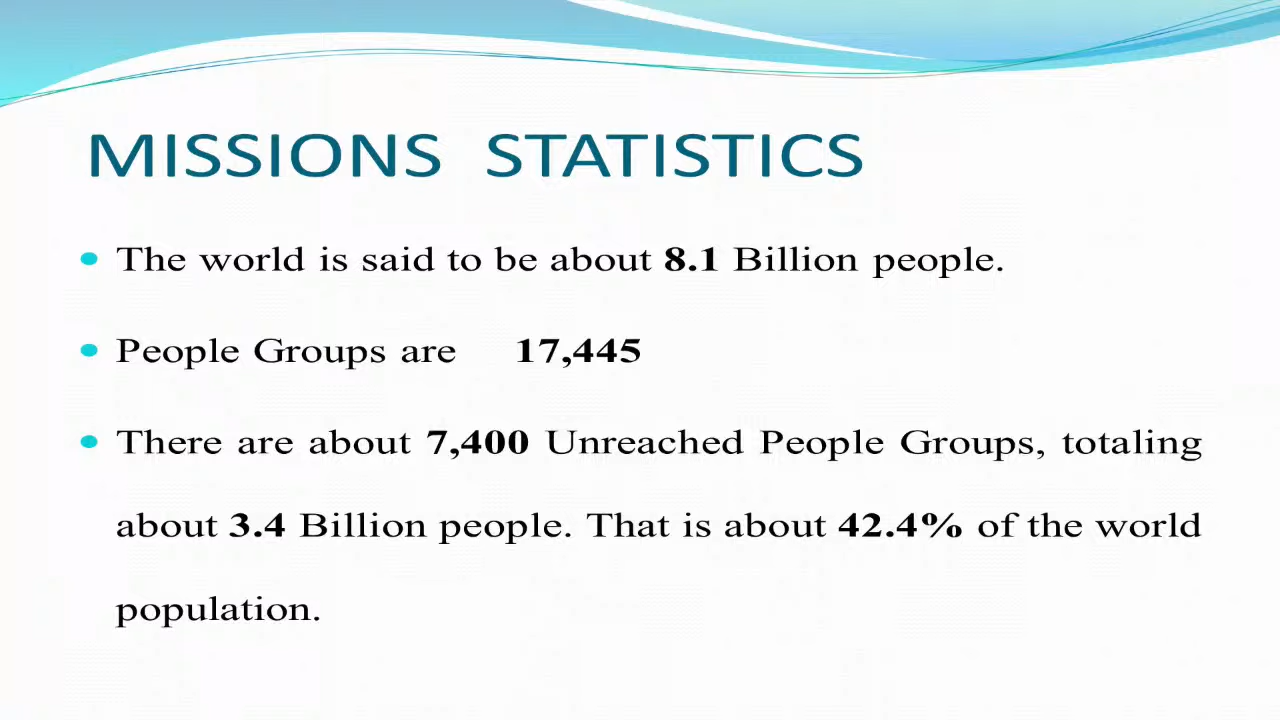 MISSIONS STATISTICS
The world is said to be about 8.1 Billion people.
People Groups are 17,445
There are about 7,400 Unreached People Groups, totaling
about 3.4 Billion people. That is about 42.4% of the world
population.